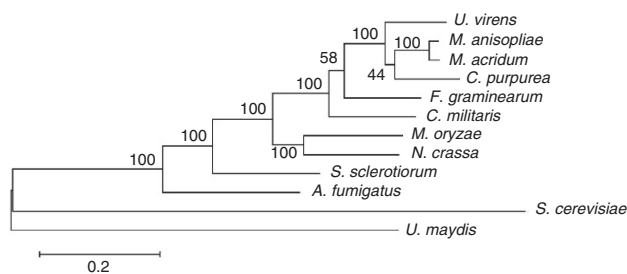 U. virens
100
M. anisopliae
100
M. acridum
58
44
C. purpurea
100
F. graminearum
C. militaris
100
M. oryzae
100
100
N. crassa
100
S. sclerotiorum
A. fumigatus
S. cerevisiae
U. maydis
0.2